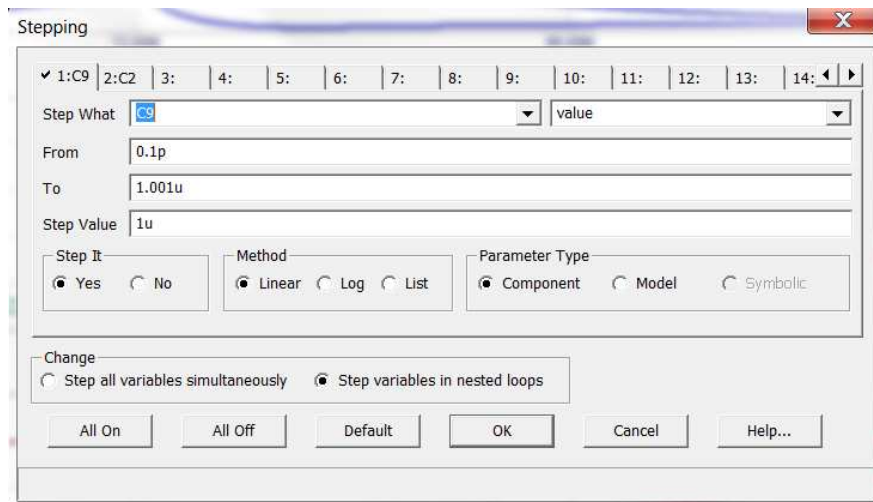 Stepping
1:C9 2:C2 3: 4: 5: 6: 7: 8: 9: 10: 11: 12: 13: 14:
Step What C9 value
From 0.1p
To 1.001u
Step Value 1u
Step It Method Parameter Type
Yes No Linear Log List Component Model Symbolic
Change
Step all variables simultaneously Step variables in nested loops
All On All Off Default OK Cancel Help...